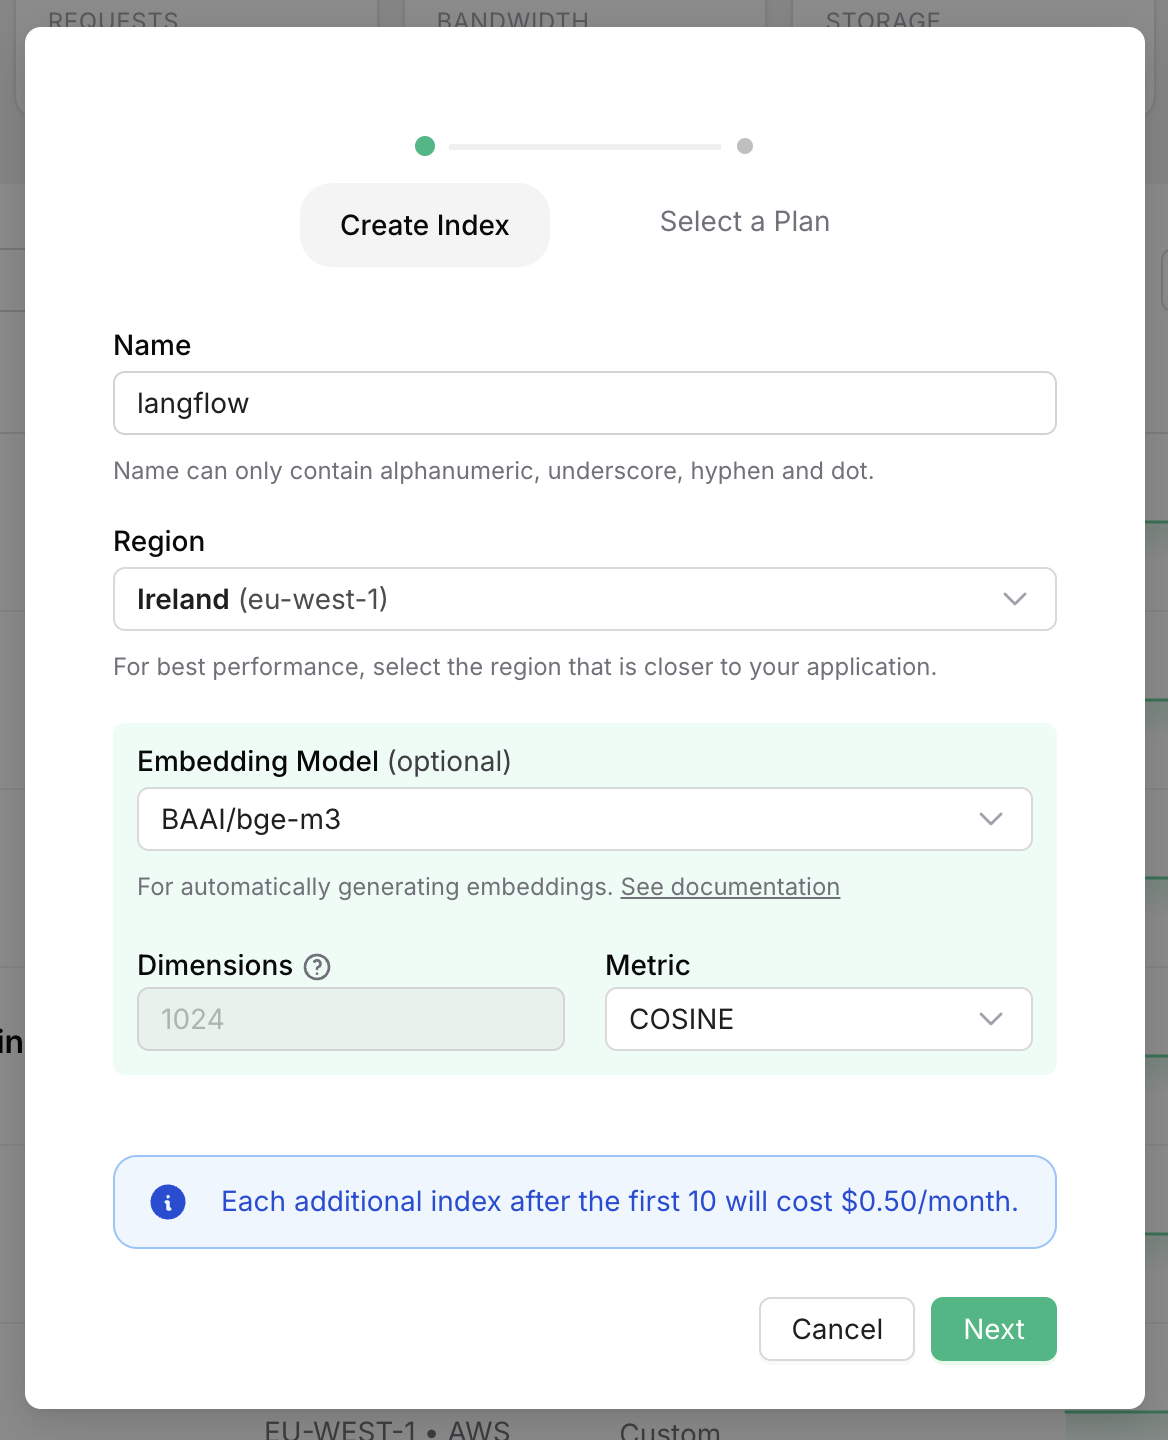 REQUESTS BANDWIDTH STORAGE
Create Index Select a Plan
Name
langflow
Name can only contain alphanumeric, underscore, hyphen and dot.
Region
Ireland (eu-west-1)
For best performance, select the region that is closer to your application.
Embedding Model (optional)
BAAI/bge-m3
For automatically generating embeddings. See documentation
Dimensions ? Metric
1024 COSINE
in
Each additional index after the first 10 will cost $0.50/month.
Cancel Next
EU-WEST-1 • AWS Custom